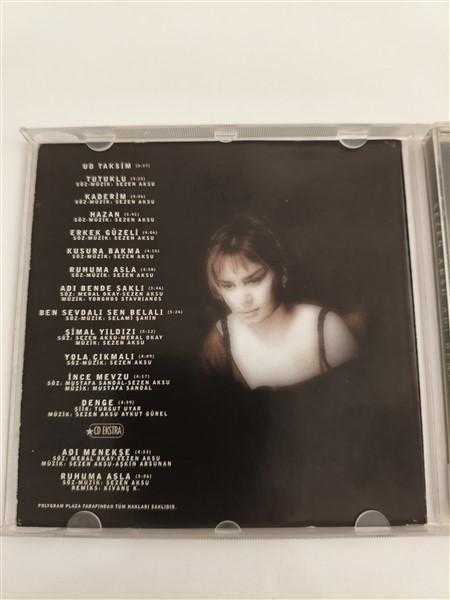 UD TAKSİM
TUTUKLU
SÖZ-MÜZİK: SEZEN AKSU
KADERİM
SÖZ-MÜZİK: SEZEN AKSU
HAZAN
SÖZ-MÜZİK: SEZEN AKSU
ERKEK GÜZELİ
SÖZ-MÜZİK: SEZEN AKSU
KUSURA BAKMA
SÖZ-MÜZİK: SEZEN AKSU
RUHUMA ASLA
SÖZ-MÜZİK: SEZEN AKSU
ADI BENDE SAKLI
SÖZ: MERAL OKAY-SEZEN AKSU
MÜZİK: YORGHOS STAVRIANOS
BEN SEVDALI SEN BELALI
SÖZ-MÜZİK: SELAMİ ŞAHİN
ŞİMAL YILDIZI
SÖZ: SEZEN AKSU-MERAL OKAY
MÜZİK: SEZEN AKSU
YOLA ÇIKMALI
SÖZ-MÜZİK: SEZEN AKSU
İNCE MEVZU
SÖZ: MUSTAFA SANDAL-SEZEN AKSU
MÜZİK: MUSTAFA SANDAL
DENGE
ŞİİR: TURGUT UYAR
MÜZİK: SEZEN AKSU AYKUT GÜREL
★CD EKSTRA
ADI MENEKŞE
SÖZ: MERAL OKAY-SEZEN AKSU
MÜZİK: SEZEN AKSU-AŞKIN ARSUNAN
RUHUMA ASLA
SÖZ-MÜZİK: SEZEN AKSU
REMİKS: KIVANÇ K.
POLYGRAM PLAZA TARAFINDAN TÜM HAKLARI SAKLIDIR.